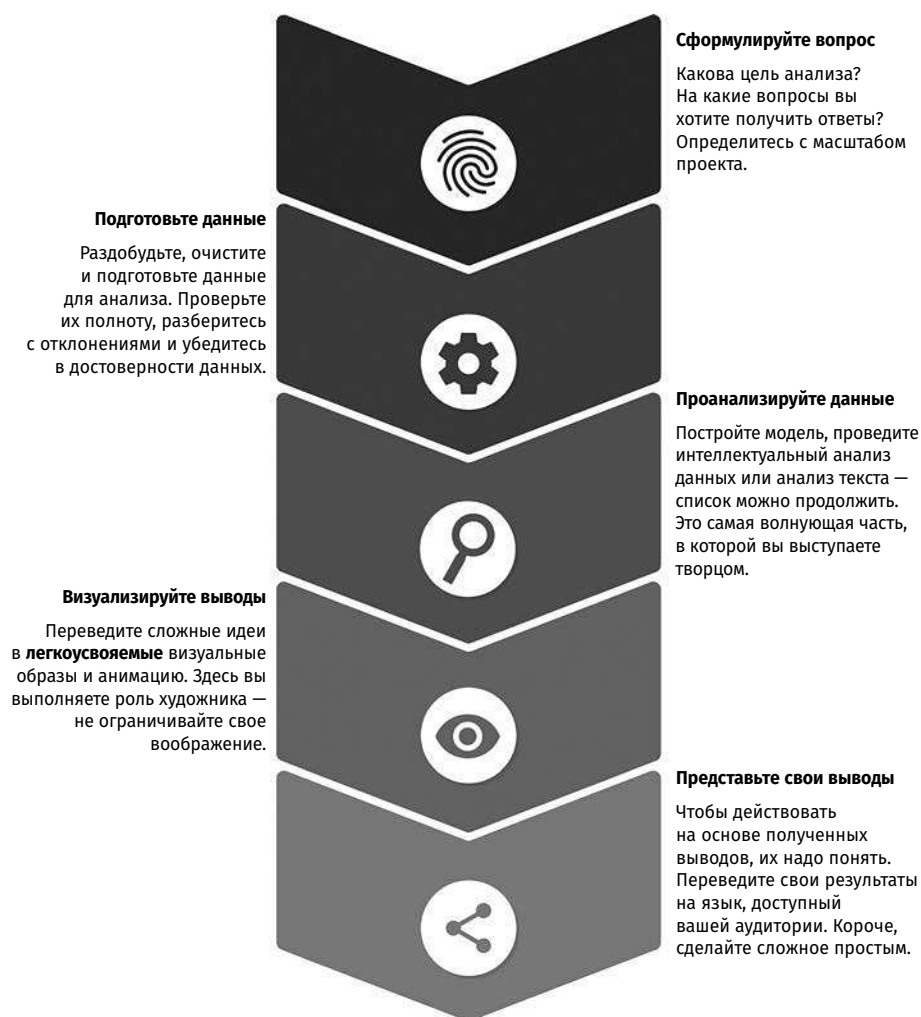 Сформулируйте вопрос
Какова цель анализа?
На какие вопросы вы
хотите получить ответы?
Определитесь с масштабом
проекта.
Подготовьте данные
Раздобудьте, очистите
и подготовьте данные
для анализа. Проверьте
их полноту, разберитесь
с отклонениями и убедитесь
в достоверности данных.
Проанализируйте данные
Постройте модель, проведите
интеллектуальный анализ
данных или анализ текста —
список можно продолжить.
Это самая волнующая часть,
в которой вы выступаете
творцом.
Визуализируйте выводы
Переведите сложные идеи
в легкоусвояемые визуальные
образы и анимацию. Здесь вы
выполняете роль художника —
не ограничивайте свое
воображение.
Представьте свои выводы
Чтобы действовать
на основе полученных
выводов, их надо понять.
Переведите свои результаты
на язык, доступный
вашей аудитории. Короче,
сделайте сложное простым.